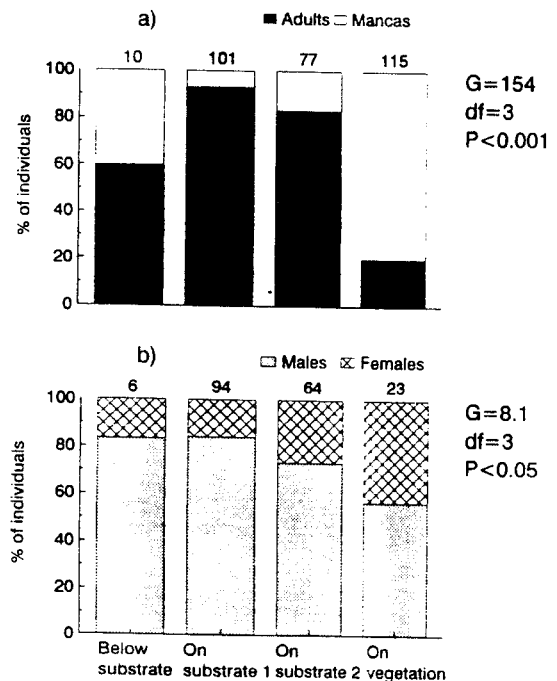 a)
Adults Mancas
10 101 77 115
100
80
60
40
20
0
% of individuals
G=154
df=3
P<0.001
b)
Males Females
6 94 64 23
100
80
60
40
20
0
% of individuals
G=8.1
df=3
P<0.05
Below On On On
substrate substrate 1 substrate 2 vegetation